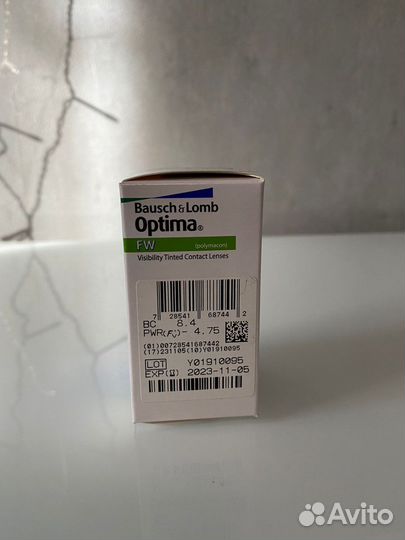 Bausch & Lomb
Optima®
FW (polymacon)
Visibility Tinted Contact Lenses
7 28541 68744 2
BC 8.4
PWR(F'v) - 4.75
(01)00728541687442
(17)231105(10)Y01910095
LOT Y01910095
EXP 2023-11-05
Avito